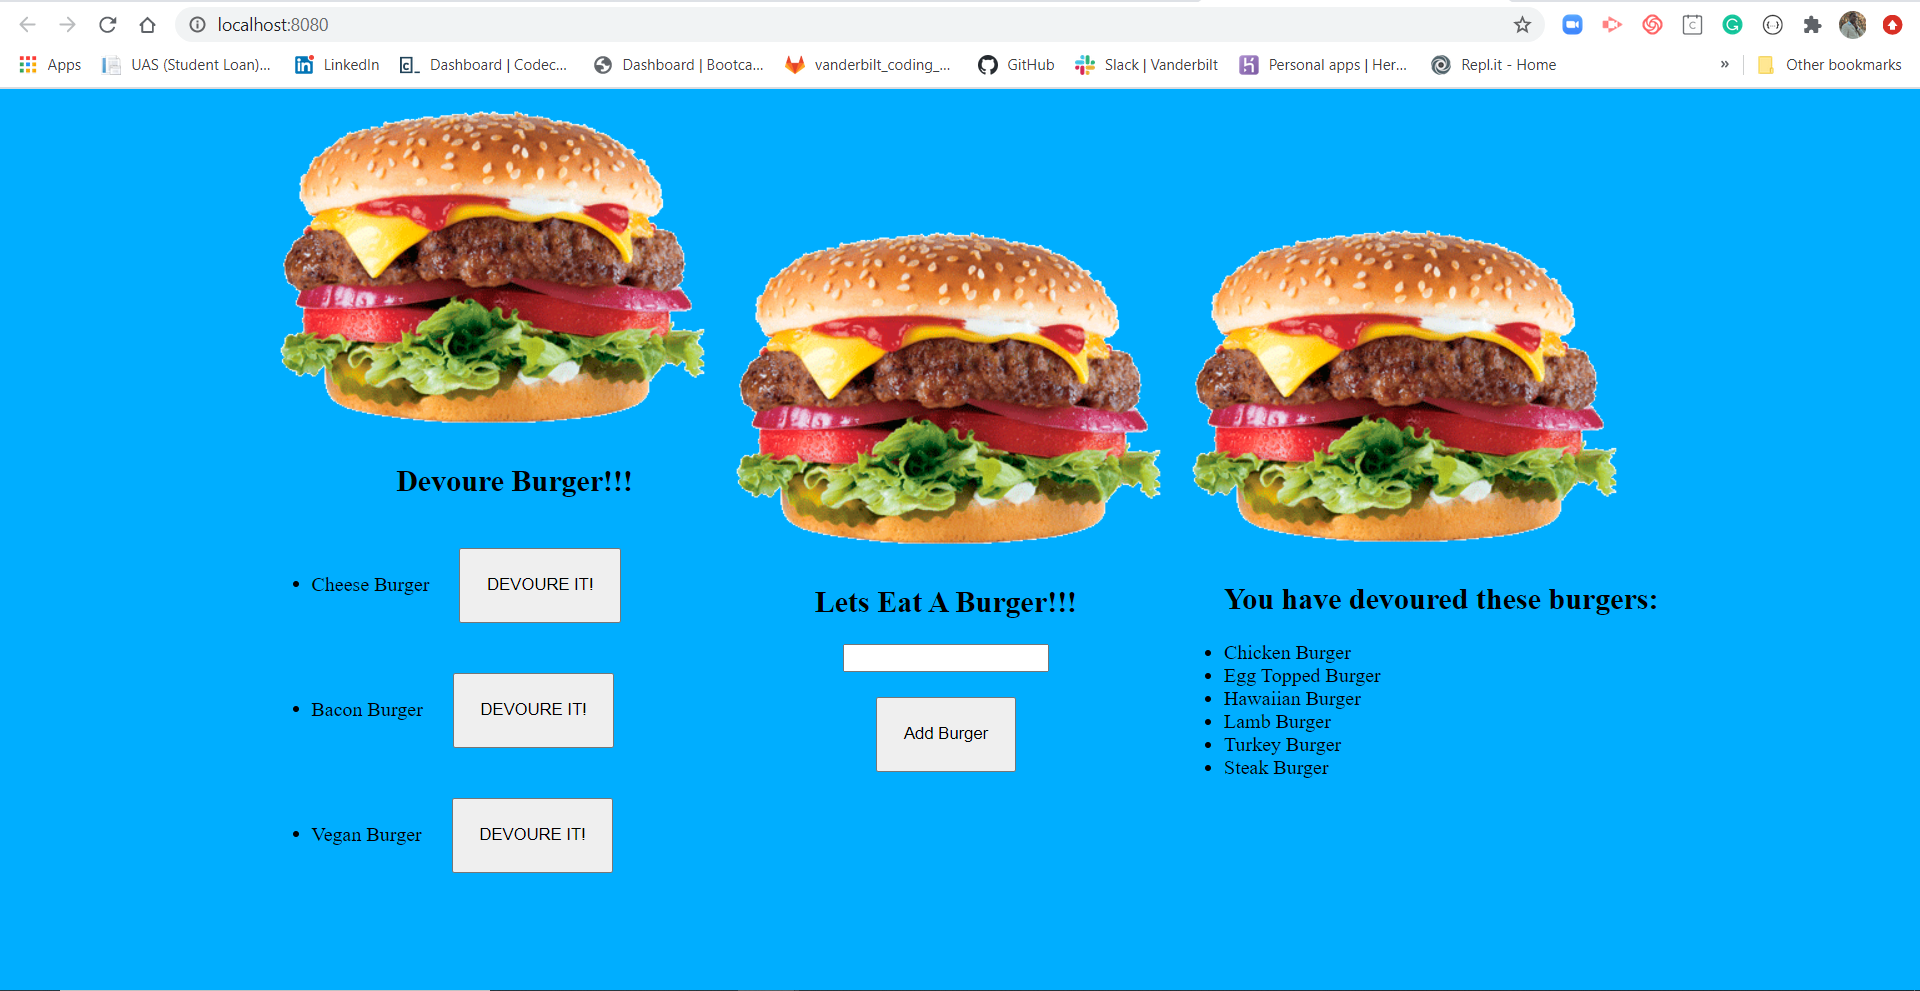 localhost:8080
Apps
UAS (Student Loan)...
LinkedIn
Dashboard | Codec...
Dashboard | Bootca...
vanderbilt_coding_...
GitHub
Slack | Vanderbilt
Personal apps | Her...
Repl.it - Home
»
Other bookmarks
Devoure Burger!!!
• Cheese Burger DEVOURE IT!
• Bacon Burger DEVOURE IT!
• Vegan Burger DEVOURE IT!
Lets Eat A Burger!!!
Add Burger
You have devoured these burgers:
• Chicken Burger
• Egg Topped Burger
• Hawaiian Burger
• Lamb Burger
• Turkey Burger
• Steak Burger